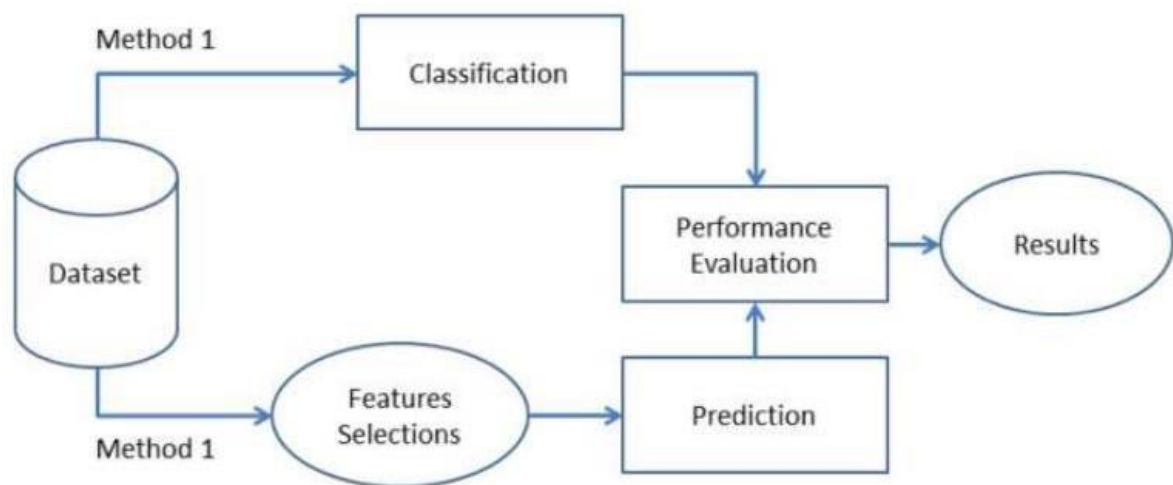 Method 1
Classification
Dataset
Performance
Evaluation
Results
Features
Selections
Prediction
Method 1